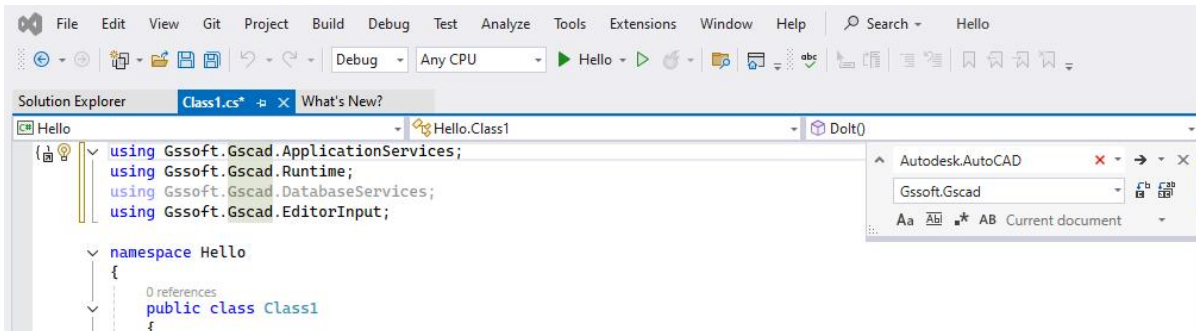 File Edit View Git Project Build Debug Test Analyze Tools Extensions Window Help Search Hello
Debug Any CPU Hello abc
Solution Explorer Class1.cs* What's New?
C# Hello Hello.Class1 DoIt()
using Gssoft.Gscad.ApplicationServices;
using Gssoft.Gscad.Runtime;
using Gssoft.Gscad.DatabaseServices;
using Gssoft.Gscad.EditorInput;
Autodesk.AutoCAD
Gssoft.Gscad
Aa Abl .* AB Current document
namespace Hello
{
0 references
public class Class1
{